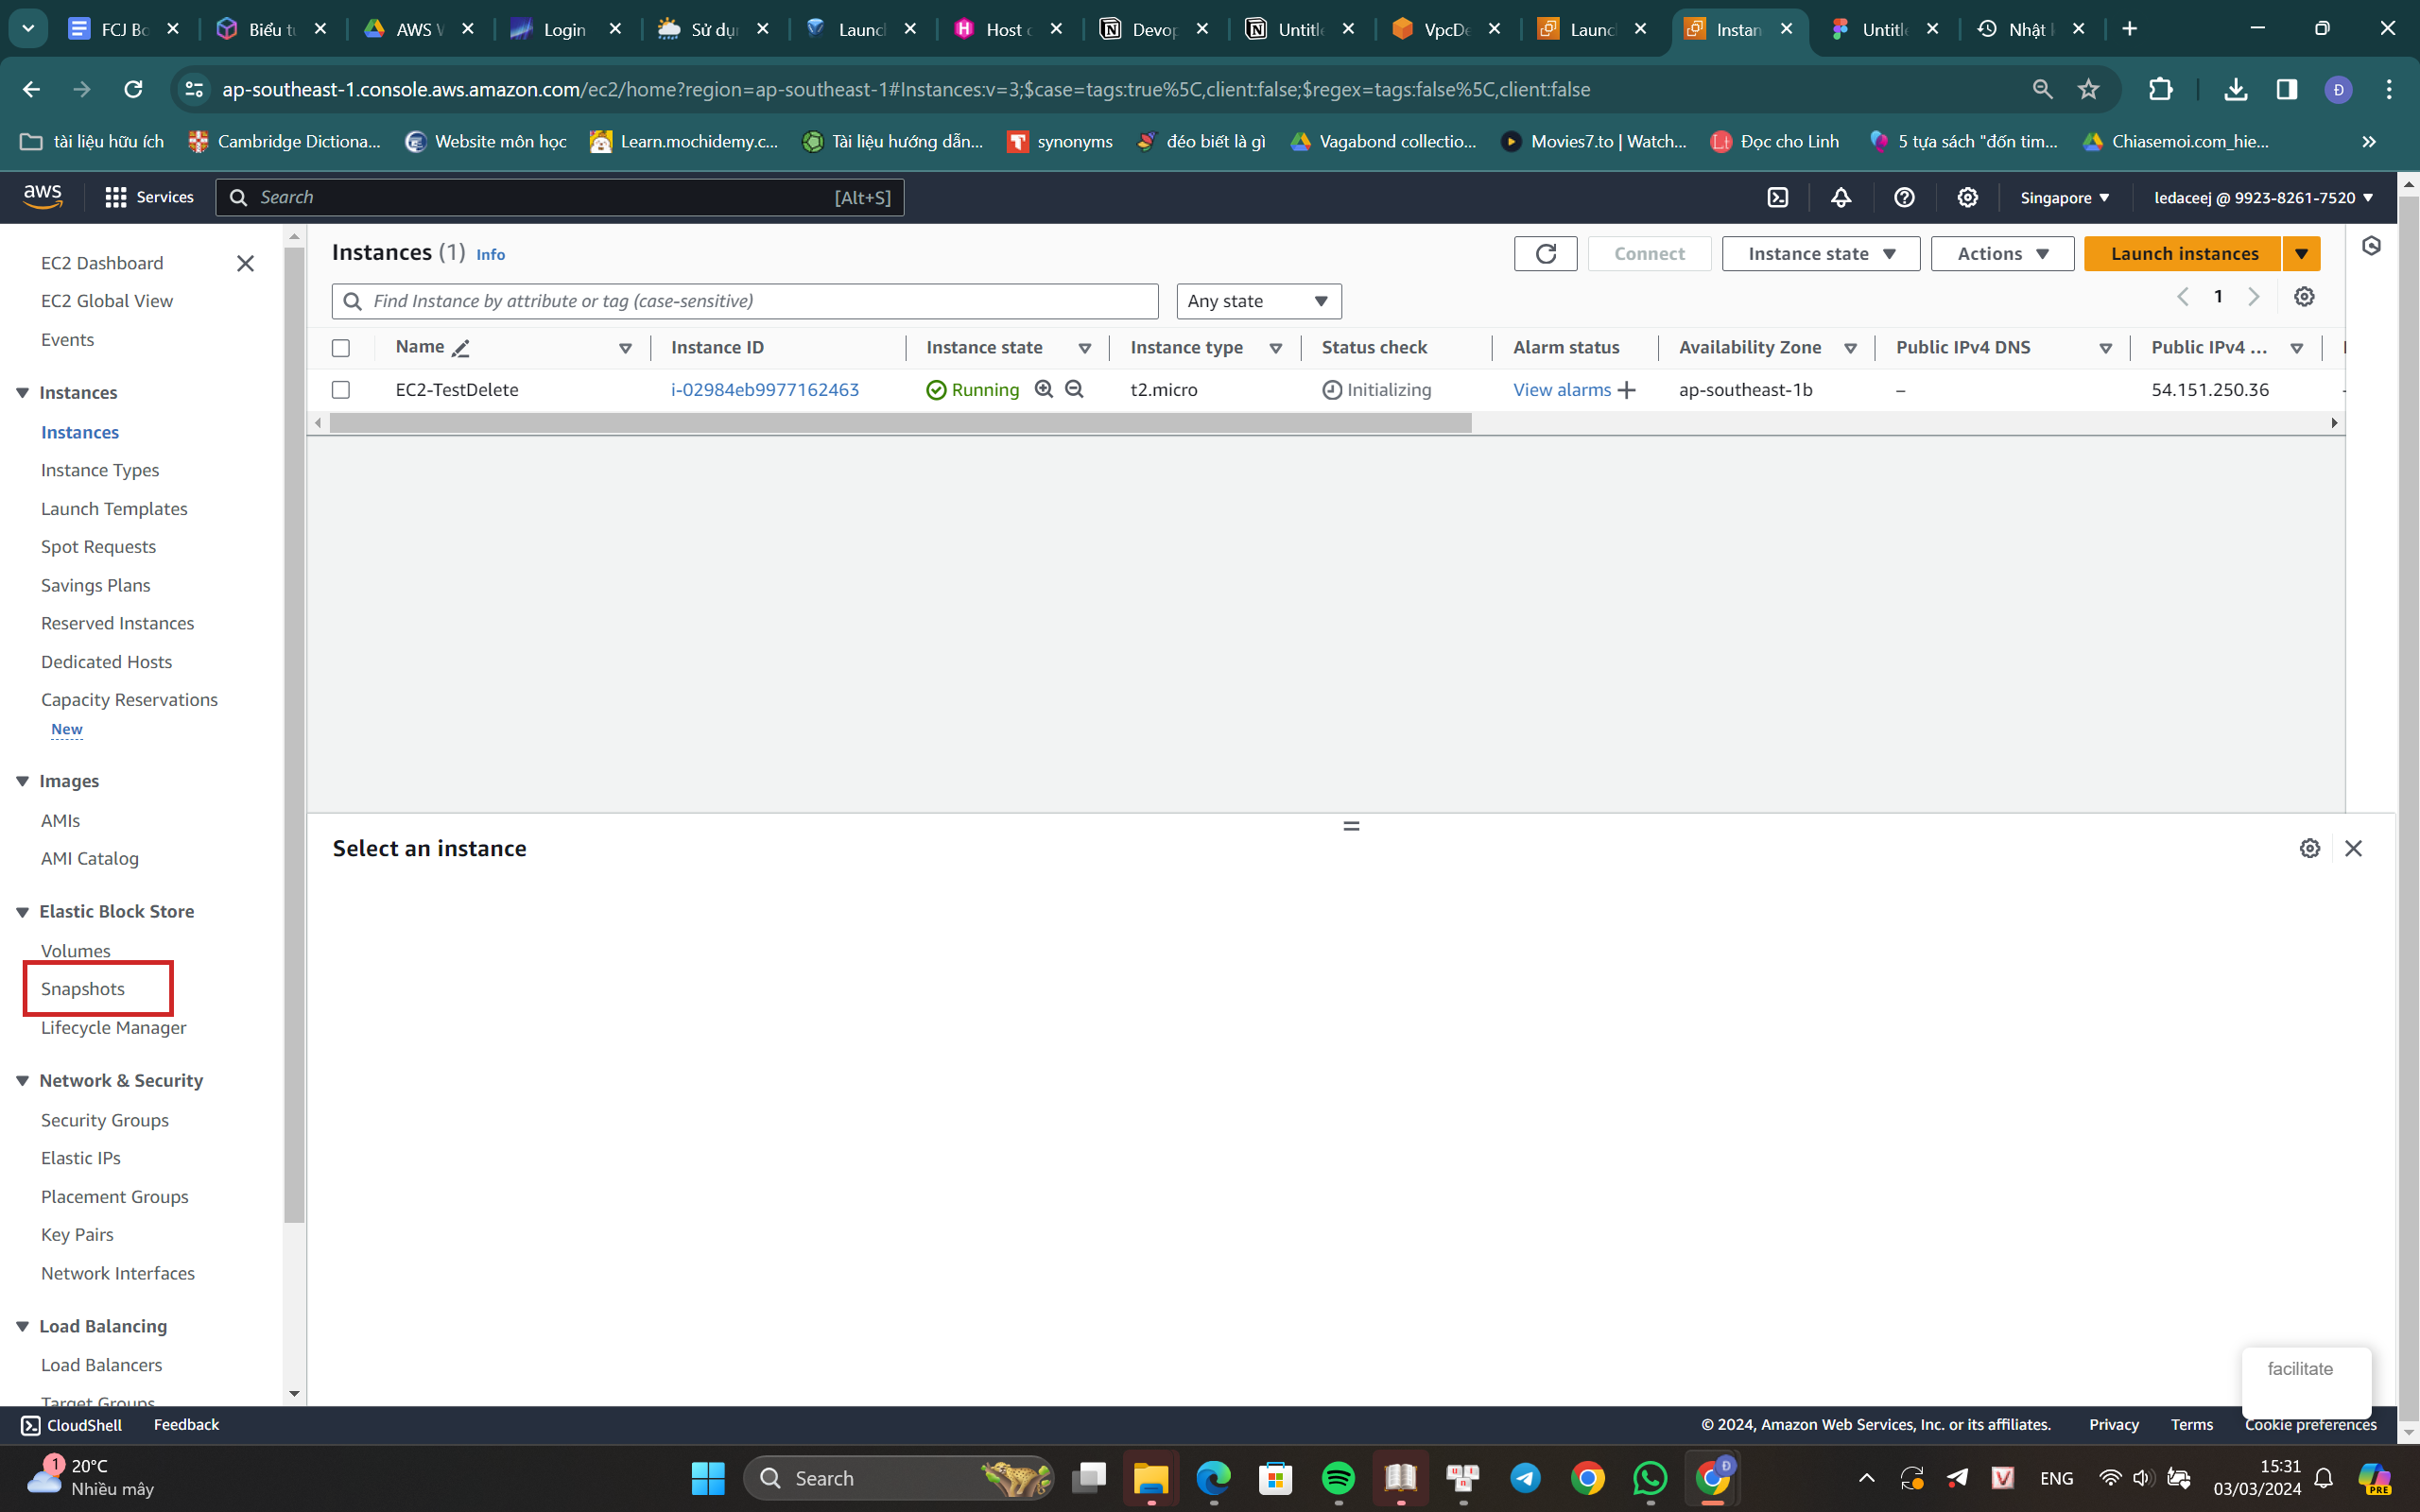 FCJ Bo
Biểu tu
AWS V
Login
Sử dụn
Launch
Host o
Devop
Untitle
VpcDe
Launc
Instan
Untitle
Nhật k
ap-southeast-1.console.aws.amazon.com/ec2/home?region=ap-southeast-1#Instances:v=3;$case=tags:true%5C,client:false;$regex=tags:false%5C,client:false
Đ
tài liệu hữu ích
Cambridge Dictiona...
Website môn học
Learn.mochidemy.c...
Tài liệu hướng dẫn...
synonyms
đéo biết là gì
Vagabond collectio...
Movies7.to | Watch...
Đọc cho Linh
5 tựa sách "đốn tim...
Chiasemoi.com_hie...
aws
Services
Search
[Alt+S]
Singapore
ledaceej @ 9923-8261-7520
EC2 Dashboard
EC2 Global View
Events
Instances
Instances
Instance Types
Launch Templates
Spot Requests
Savings Plans
Reserved Instances
Dedicated Hosts
Capacity Reservations
New
Images
AMIs
AMI Catalog
Elastic Block Store
Volumes
Snapshots
Lifecycle Manager
Network & Security
Security Groups
Elastic IPs
Placement Groups
Key Pairs
Network Interfaces
Load Balancing
Load Balancers
Target Groups
Instances (1) Info
Connect
Instance state
Actions
Launch instances
Find Instance by attribute or tag (case-sensitive)
Any state
1
Name
Instance ID
Instance state
Instance type
Status check
Alarm status
Availability Zone
Public IPv4 DNS
Public IPv4 ...
EC2-TestDelete
i-02984eb9977162463
Running
t2.micro
Initializing
View alarms
ap-southeast-1b
–
54.151.250.36
Select an instance
facilitate
CloudShell
Feedback
© 2024, Amazon Web Services, Inc. or its affiliates.
Privacy
Terms
Cookie preferences
1
20°C
Nhiều mây
Search
Đ
ENG
15:31
03/03/2024
PRE